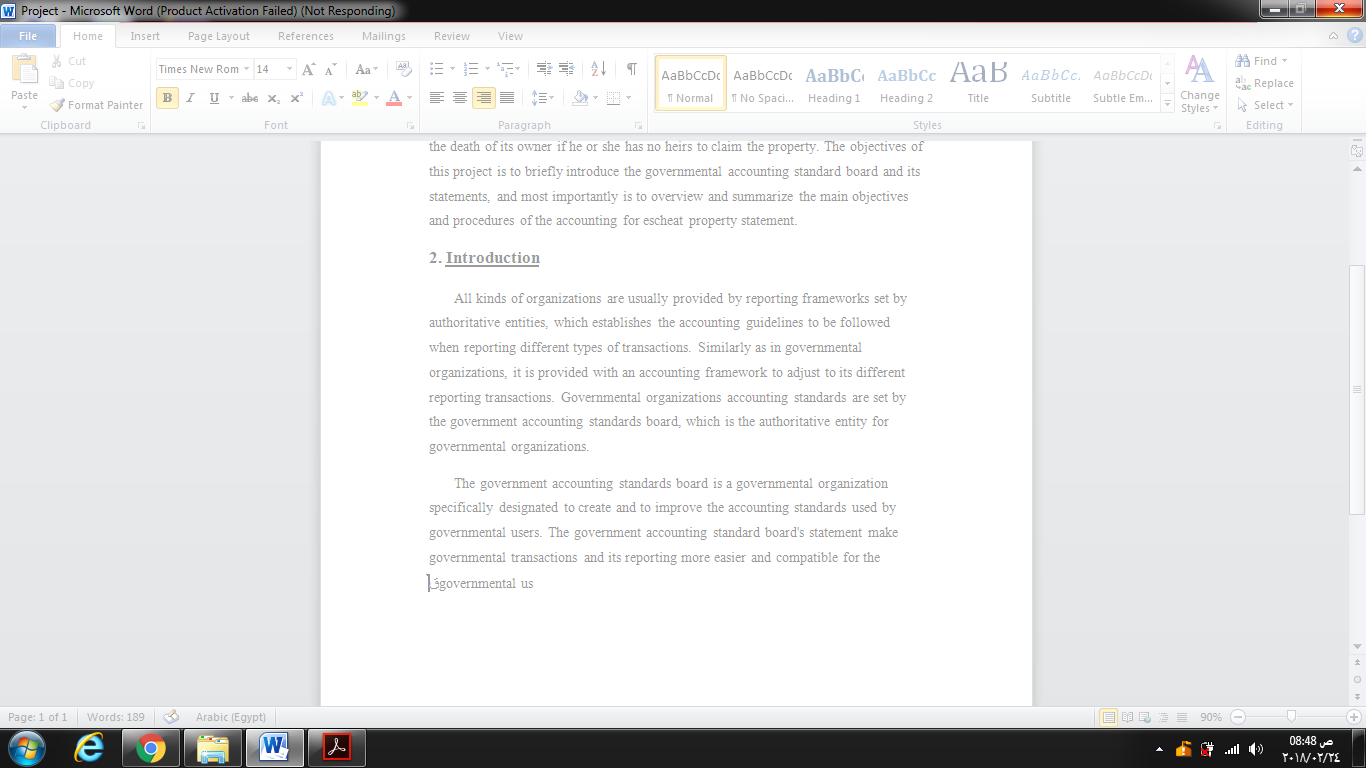 Project - Microsoft Word (Product Activation Failed) (Not Responding)
File Home Insert Page Layout References Mailings Review View
Paste
Cut
Copy
Format Painter
Clipboard
Times New Rom 14
Font
Paragraph
AaBbCcDc AaBbCcDc AaBbCc AaBbCc AaB AaBbCc. AaBbCcDc
¶ Normal ¶ No Spaci... Heading 1 Heading 2 Title Subtitle Subtle Em...
Styles
Change Styles
Find
Replace
Select
Editing
the death of its owner if he or she has no heirs to claim the property. The objectives of
this project is to briefly introduce the governmental accounting standard board and its
statements, and most importantly is to overview and summarize the main objectives
and procedures of the accounting for escheat property statement.
2. Introduction
All kinds of organizations are usually provided by reporting frameworks set by
authoritative entities, which establishes the accounting guidelines to be followed
when reporting different types of transactions. Similarly as in governmental
organizations, it is provided with an accounting framework to adjust to its different
reporting transactions. Governmental organizations accounting standards are set by
the government accounting standards board, which is the authoritative entity for
governmental organizations.
The government accounting standards board is a governmental organization
specifically designated to create and to improve the accounting standards used by
governmental users. The government accounting standard board's statement make
governmental transactions and its reporting more easier and compatible for the
governmental us
Page: 1 of 1 Words: 189 Arabic (Egypt) 90%
08:48 ص
٢٠١٨/٠٢/٢٤